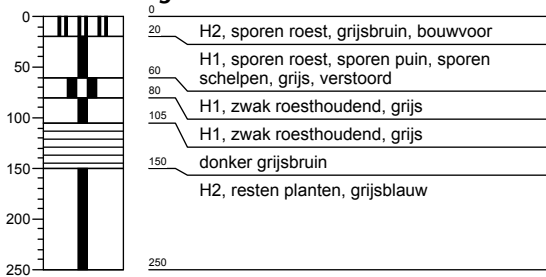 0
0
20
H2, sporen roest, grijsbruin, bouwvoor
50
H1, sporen roest, sporen puin, sporen
schelpen, grijs, verstoord
60
80
H1, zwak roesthoudend, grijs
100
105
H1, zwak roesthoudend, grijs
donker grijsbruin
150
150
H2, resten planten, grijsblauw
200
250
250